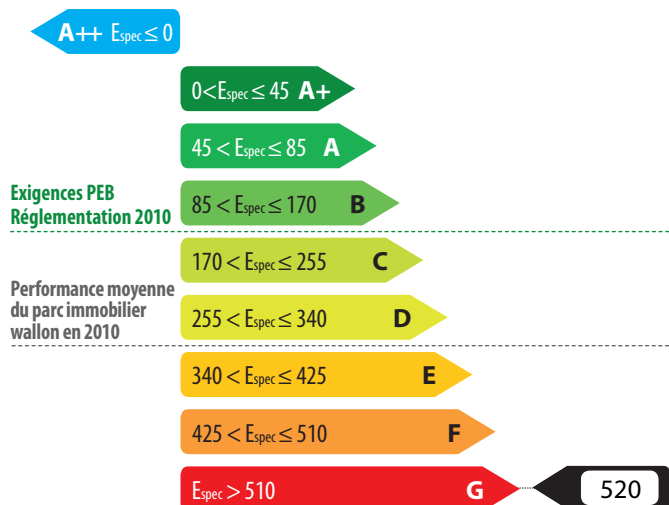 A++ Espec ≤ 0
0<Espec ≤ 45 A+
45 < Espec ≤ 85 A
Exigences PEB
Réglementation 2010
85 < Espec ≤ 170 B
170 < Espec ≤ 255 C
Performance moyenne
du parc immobilier
wallon en 2010
255 < Espec ≤ 340 D
340 < Espec ≤ 425 E
425 < Espec ≤ 510 F
Espec > 510 G 520